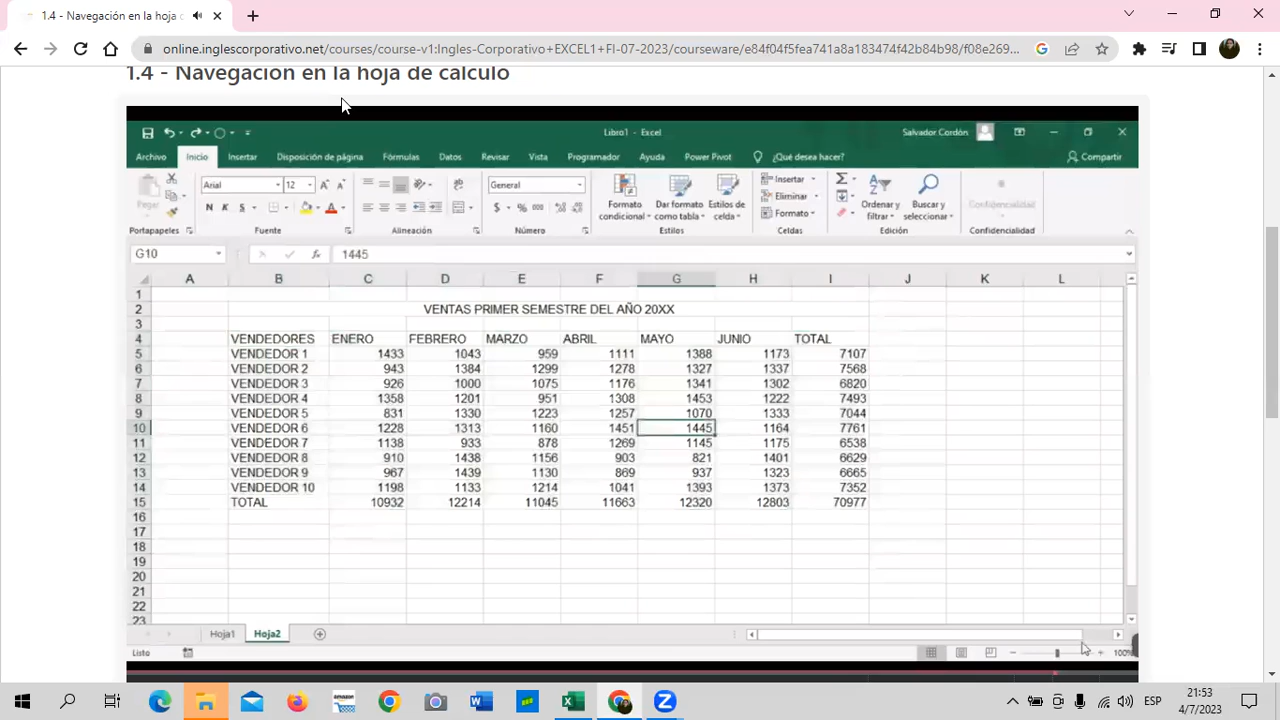 1.4 - Navegación en la hoja c
online.inglescorporativo.net/courses/course-v1:Ingles-Corporativo+EXCEL1+FI-07-2023/courseware/e84f04f5fea741a8a183474f42b84b98/f08e269...
1.4 - Navegación en la hoja de cálculo
Libro1 - Excel
Salvador Cordón
Archivo Inicio Insertar Disposición de página Fórmulas Datos Revisar Vista Programador Ayuda Power Pivot ¿Qué desea hacer? Compartir
Pegar
Arial 12
N K S
General
$ % 000
Formato condicional
Dar formato como tabla
Estilos de celda
Insertar
Eliminar
Formato
Ordenar y filtrar
Buscar y seleccionar
Confidencialidad
Portapapeles Fuente Alineación Número Estilos Celdas Edición Confidencialidad
G10 fx 1445
A B C D E F G H I J K L
1
2 VENTAS PRIMER SEMESTRE DEL AÑO 20XX
3
4 VENDEDORES ENERO FEBRERO MARZO ABRIL MAYO JUNIO TOTAL
5 VENDEDOR 1 1433 1043 959 1111 1388 1173 7107
6 VENDEDOR 2 943 1384 1299 1278 1327 1337 7568
7 VENDEDOR 3 926 1000 1075 1176 1341 1302 6820
8 VENDEDOR 4 1358 1201 951 1308 1453 1222 7493
9 VENDEDOR 5 831 1330 1223 1257 1070 1333 7044
10 VENDEDOR 6 1228 1313 1160 1451 1445 1164 7761
11 VENDEDOR 7 1138 933 878 1269 1145 1175 6538
12 VENDEDOR 8 910 1438 1156 903 821 1401 6629
13 VENDEDOR 9 967 1439 1130 869 937 1323 6665
14 VENDEDOR 10 1198 1133 1214 1041 1393 1373 7352
15 TOTAL 10932 12214 11045 11663 12320 12803 70977
16
17
18
19
20
21
22
23
Hoja1 Hoja2
Listo 100%
ESP
21:53
4/7/2023